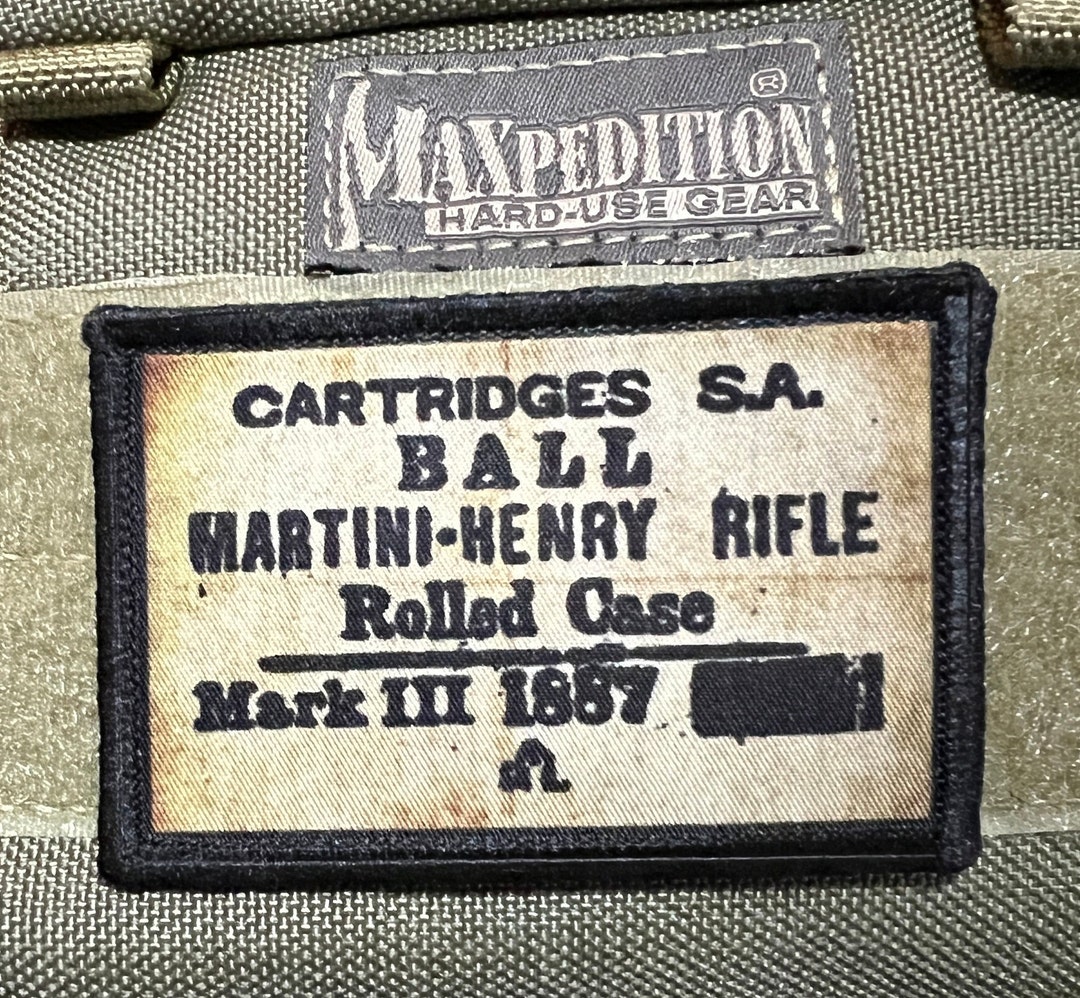 MAXPEDITION®
HARD-USE GEAR
CARTRIDGES S.A.
BALL
MARTINI-HENRY RIFLE
Rolled Case
Mark III 1887